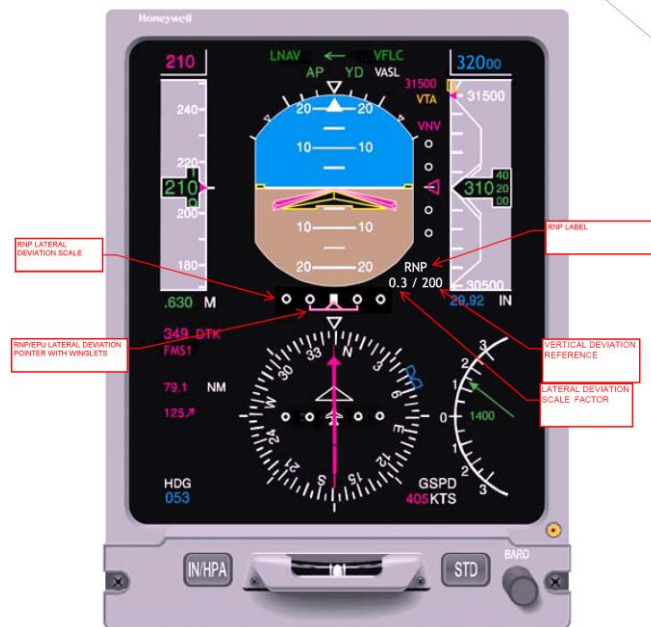 Honeywell
210
LNAV ← VFLC
AP YD VASL
32000
31500
VTA
VNV
240
220
210
200
180
20 20
10 10
10 10
20 20
31500
310
40
20
00
30500
RNP
0.3 / 200
.630 M
29.92 IN
RNP LATERAL
DEVIATION SCALE
RNP/EPU LATERAL DEVIATION
POINTER WITH WINGLETS
RNP LABEL
VERTICAL DEVIATION
REFERENCE
LATERAL DEVIATION
SCALE FACTOR
349 DTK
FMS1
79.1 NM
125↗
33 N 3 6 E 12 15 S 21 24 W 30
3
2
1
0
1
2
3
1400
HDG
053
GSPD
405KTS
IN/HPA
STD
BARO